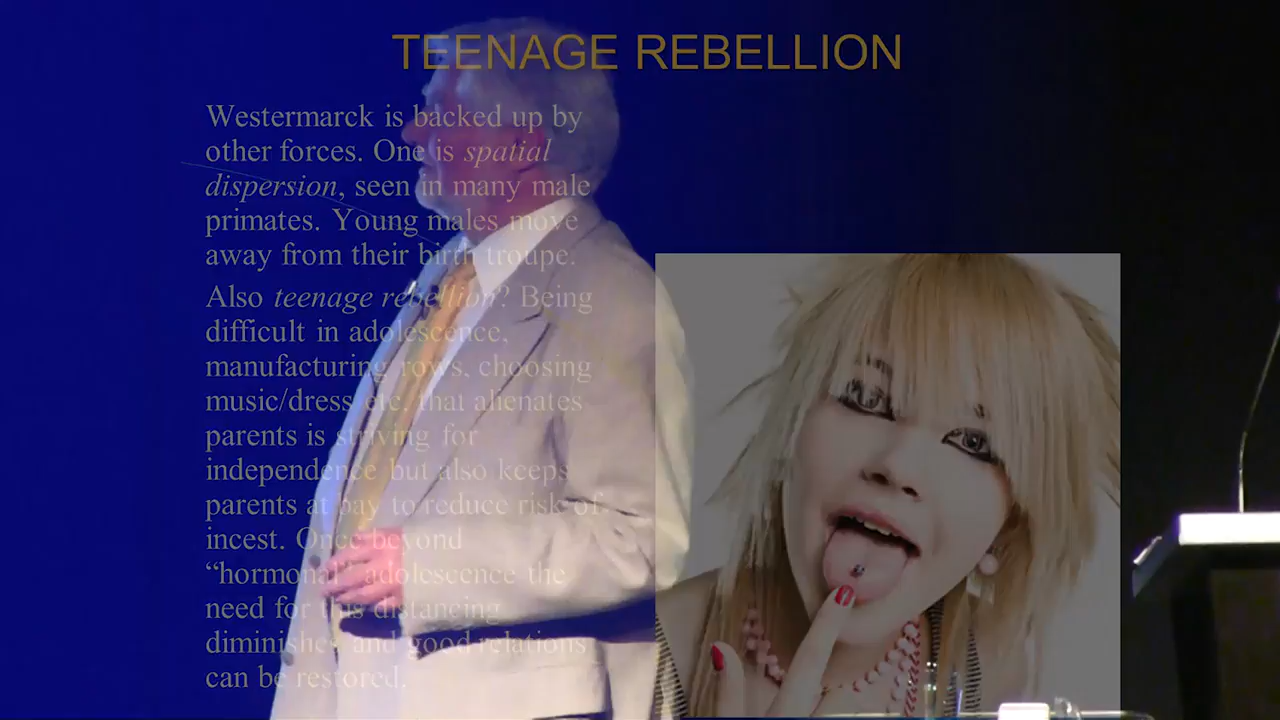 TEENAGE REBELLION
Westermarck is backed up by
other forces. One is spatial
dispersion, seen in many male
primates. Young males move
away from their birth troupe.
Also teenage rebellion? Being
difficult in adolescence,
manufacturing rows, choosing
music/dress etc. that alienates
parents is striving for
independence but also keeps
parents at bay to reduce risk of
incest. Once beyond
“hormonal” adolescence the
need for this distancing
diminishes and good relations
can be restored.